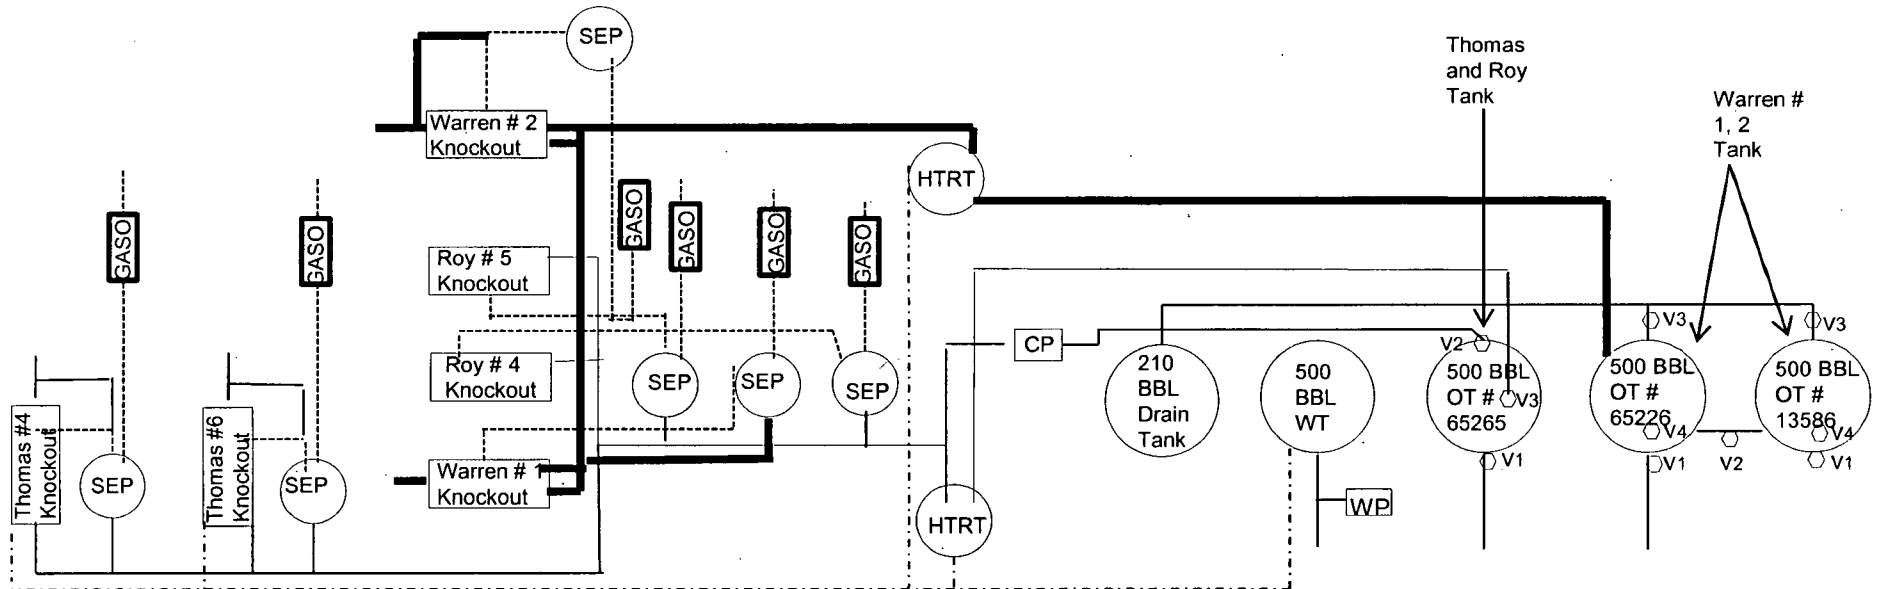 SEP
Thomas
and Roy
Tank
Warren #
1, 2
Tank
Warren # 2
Knockout
HTRT
GASO
GASO
GASO
GASO
GASO
GASO
Roy # 5
Knockout
V3
V3
CP
V2
Roy # 4
Knockout
SEP
SEP
SEP
210
BBL
Drain
Tank
500
BBL
WT
500 BBL
OT #
65265
V3
500 BBL
OT #
65226
V4
500 BBL
OT #
13586
V4
V1
V1
V2
V1
Thomas #4
Knockout
SEP
Thomas #6
Knockout
SEP
Warren # 1
Knockout
HTRT
WP